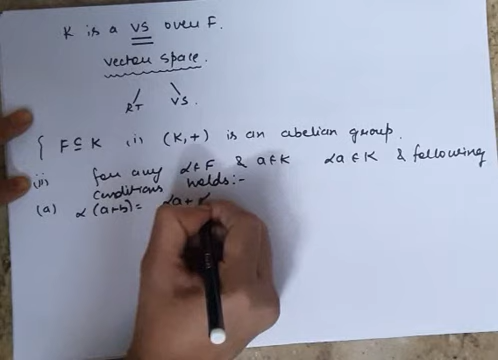 K is a VS over F.
vector space.
RT VS.
{ F ⊆ K (i) (K,+) is an abelian group.
(ii) for any α ∈ F & a ∈ K αa ∈ K & following
conditions holds:-
(a) α (a+b) = αa + α